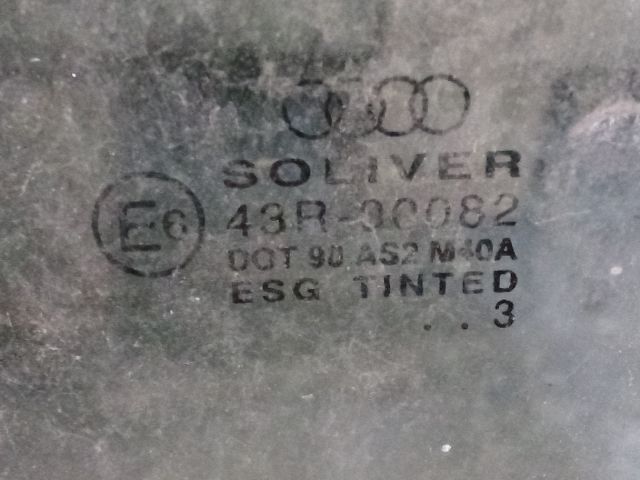 SOLIVER
E6 43R-00082
DOT 90 AS2 M40A
ESG TINTED
..3